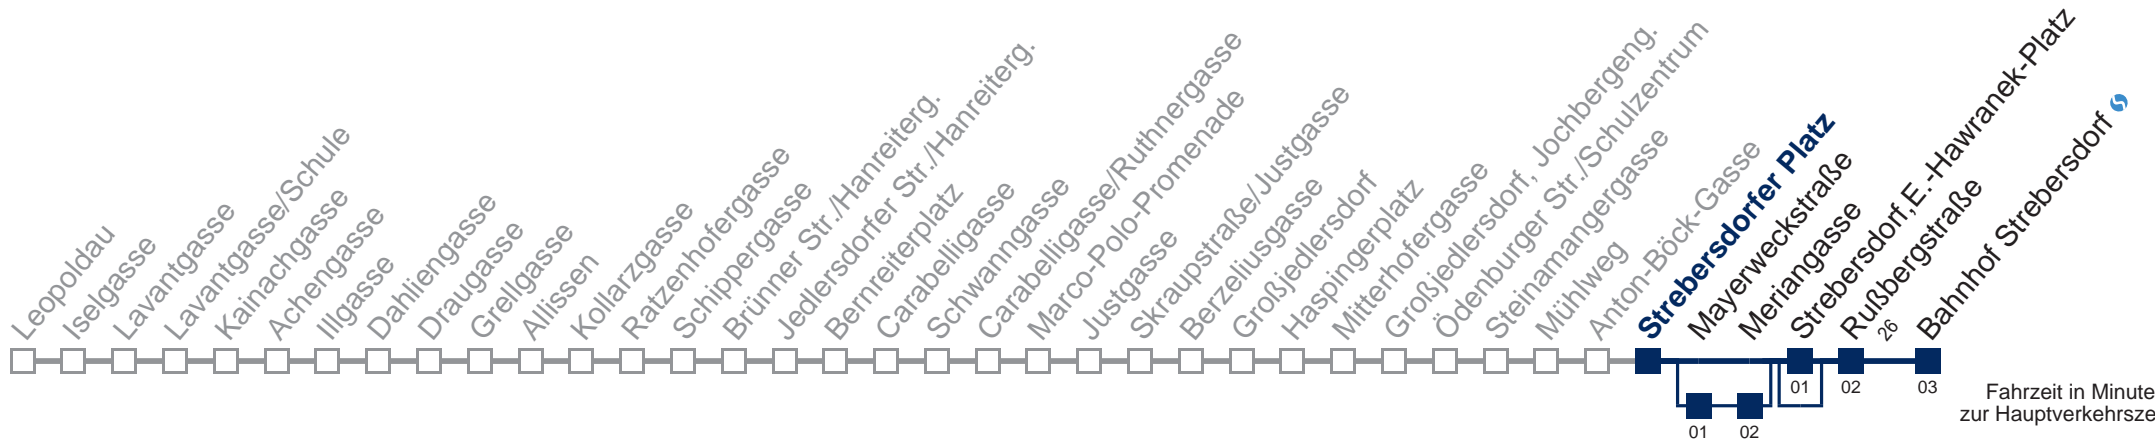 Leopoldau
Iselgasse
Lavantgasse
Lavantgasse/Schule
Kainachgasse
Achengasse
Illgasse
Dahliengasse
Draugasse
Grellgasse
Allissen
Kollarzgasse
Ratzenhofergasse
Schippergasse
Brünner Str./Hanreiterg.
Jedlersdorfer Str./Hanreiterg.
Bernreiterplatz
Carabelligasse
Schwanngasse
Carabelligasse/Ruthnergasse
Marco-Polo-Promenade
Justgasse
Skraupstraße/Justgasse
Berzeliusgasse
Großjedlersdorf
Haspingerplatz
Mitterhofergasse
Großjedlersdorf, Jochbergeng.
Ödenburger Str./Schulzentrum
Steinamangergasse
Mühlweg
Anton-Böck-Gasse
Strebersdorfer Platz
Mayerweckstraße
Meriangasse
Strebersdorf,E.-Hawranek-Platz
Rußbergstraße
26
Bahnhof Strebersdorf
01
02
03
01
02
Fahrzeit in Minute
zur Hauptverkehrsze